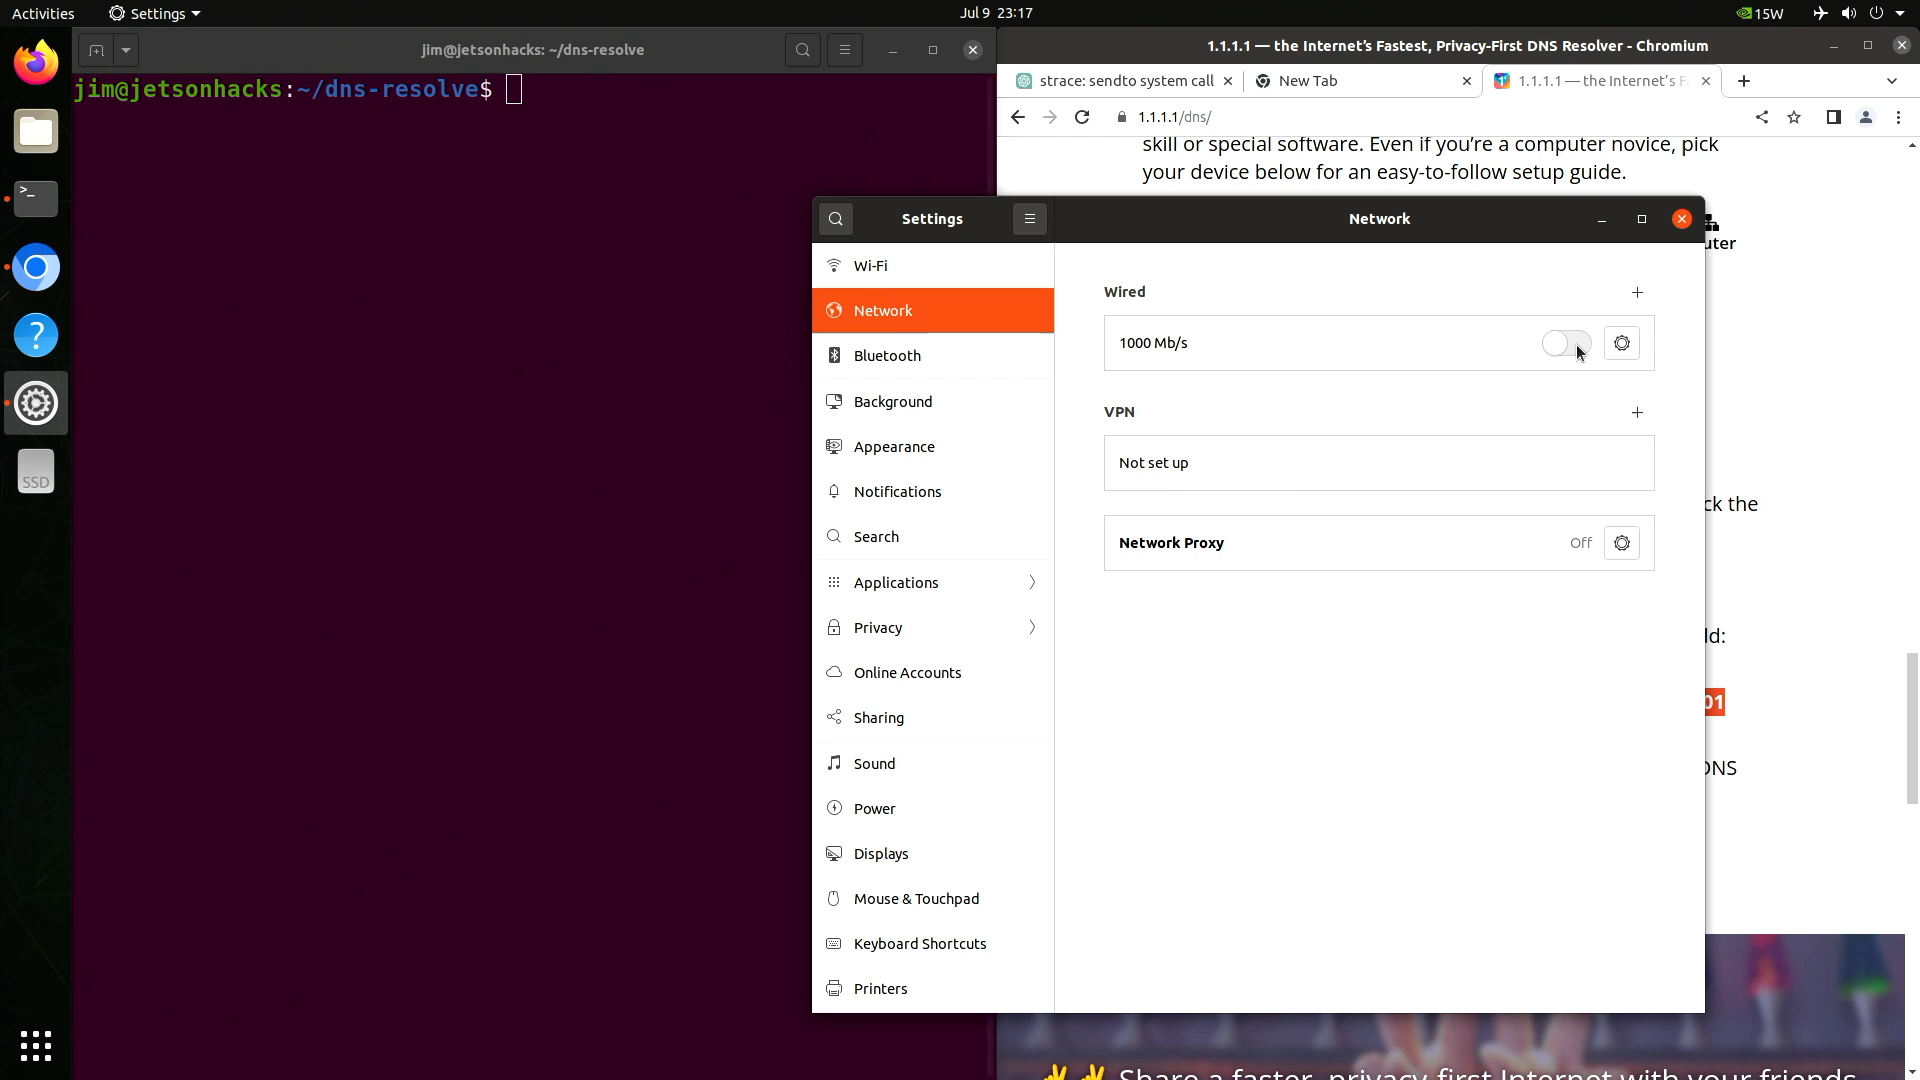 Activities
Settings
Jul 9 23:17
15W
jim@jetsonhacks: ~/dns-resolve
jim@jetsonhacks:~/dns-resolve$
1.1.1.1 — the Internet’s Fastest, Privacy-First DNS Resolver - Chromium
strace: sendto system call
New Tab
1.1.1.1 — the Internet’s F
1.1.1.1/dns/
skill or special software. Even if you’re a computer novice, pick
your device below for an easy-to-follow setup guide.
uter
ck the
ld:
01
DNS
Share a faster, privacy-first Internet with your friends
Settings
Network
Wi-Fi
Network
Bluetooth
Background
Appearance
Notifications
Search
Applications
Privacy
Online Accounts
Sharing
Sound
Power
Displays
Mouse & Touchpad
Keyboard Shortcuts
Printers
Wired
1000 Mb/s
VPN
Not set up
Network Proxy
Off
SSD